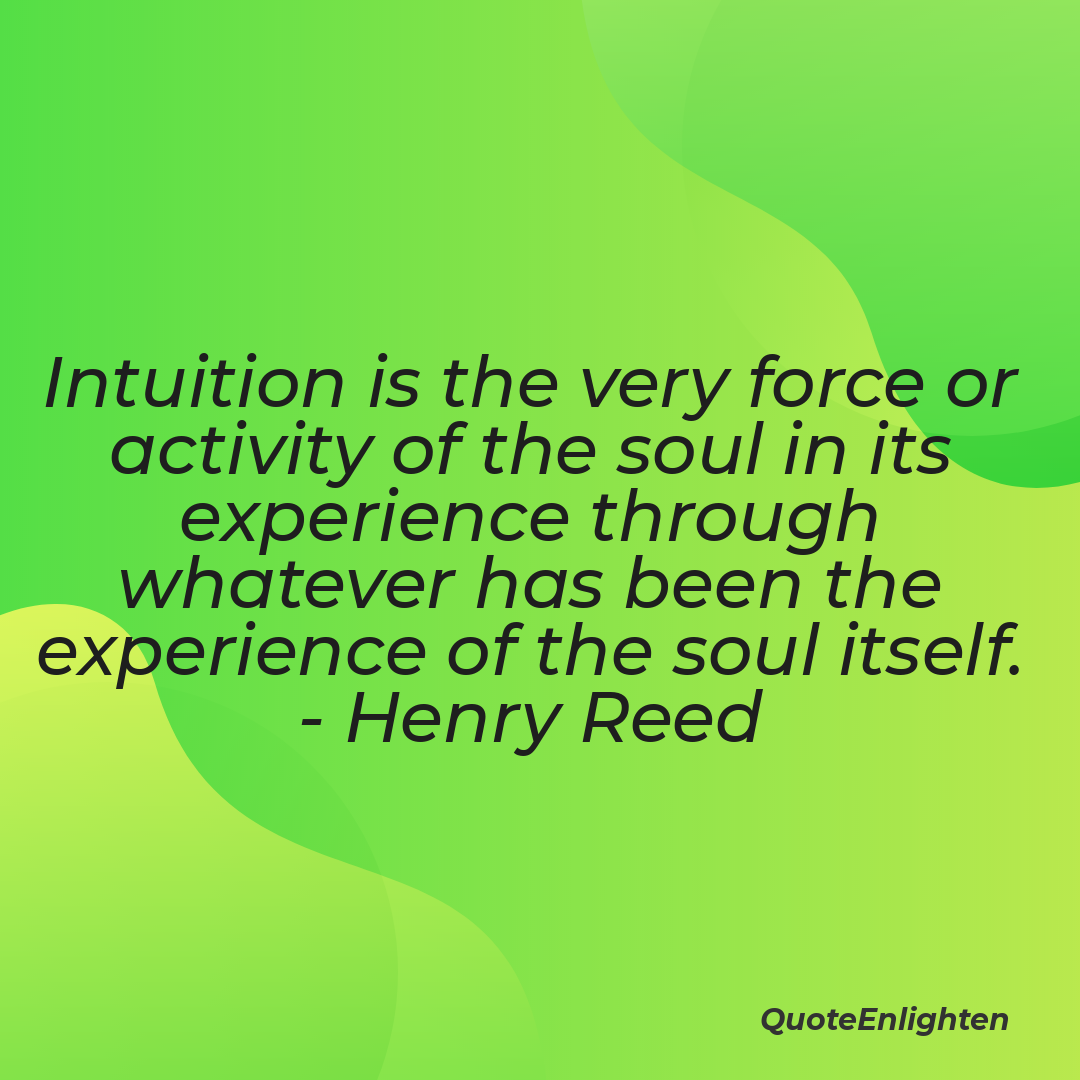 Intuition is the very force or
activity of the soul in its
experience through
whatever has been the
experience of the soul itself.
- Henry Reed
QuoteEnlighten